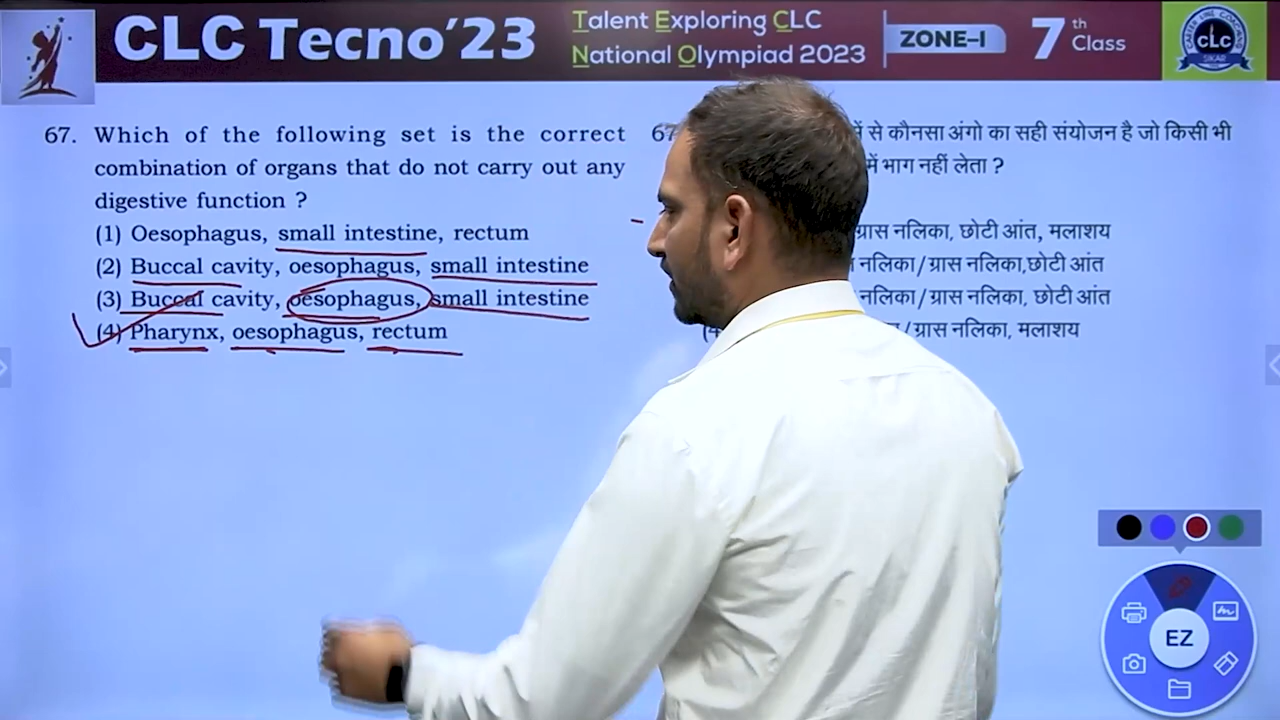 CLC Tecno'23
Talent Exploring CLC
National Olympiad 2023
ZONE-I
7th Class
CLC
SIKAR
67. Which of the following set is the correct
combination of organs that do not carry out any
digestive function ?
(1) Oesophagus, small intestine, rectum
(2) Buccal cavity, oesophagus, small intestine
(3) Buccal cavity, oesophagus, small intestine
(4) Pharynx, oesophagus, rectum
में से कौनसा अंगो का सही संयोजन है जो किसी भी
में भाग नहीं लेता ?
ग्रास नलिका, छोटी आंत, मलाशय
नलिका/ग्रास नलिका,छोटी आंत
नलिका/ग्रास नलिका, छोटी आंत
/ग्रास नलिका, मलाशय
EZ